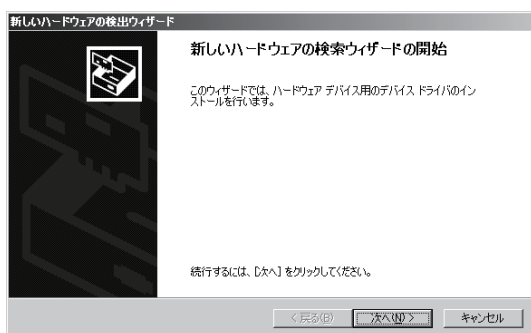 新しいハードウェアの検出ウィザード
新しいハードウェアの検索ウィザードの開始
このウィザードでは、ハードウェア デバイス用のデバイス ドライバのイン
ストールを行います。
続行するには、[次へ] をクリックしてください。
< 戻る(B)
次へ(N) >
キャンセル